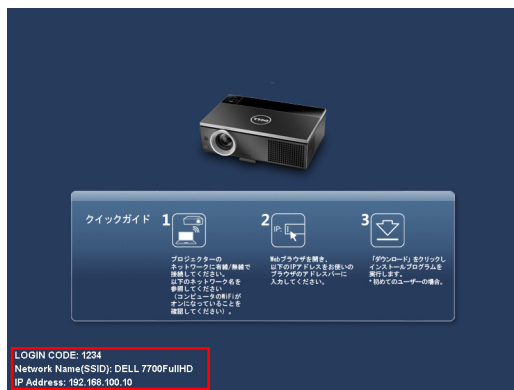 DELL
クイックガイド
1
IP:
2
3
プロジェクターの
ネットワークに有線/無線で
接続してください。
以下のネットワーク名を
参照してください
(コンピュータのWiFiが
オンになっていることを
確認してください)。
Webブラウザを開き、
以下のIPアドレスをお使いの
ブラウザのアドレスバーに
入力してください。
「ダウンロード」をクリックし
インストールプログラムを
実行します。
*初めてのユーザーの場合。
LOGIN CODE: 1234
Network Name(SSID): DELL 7700FullHD
IP Address: 192.168.100.10